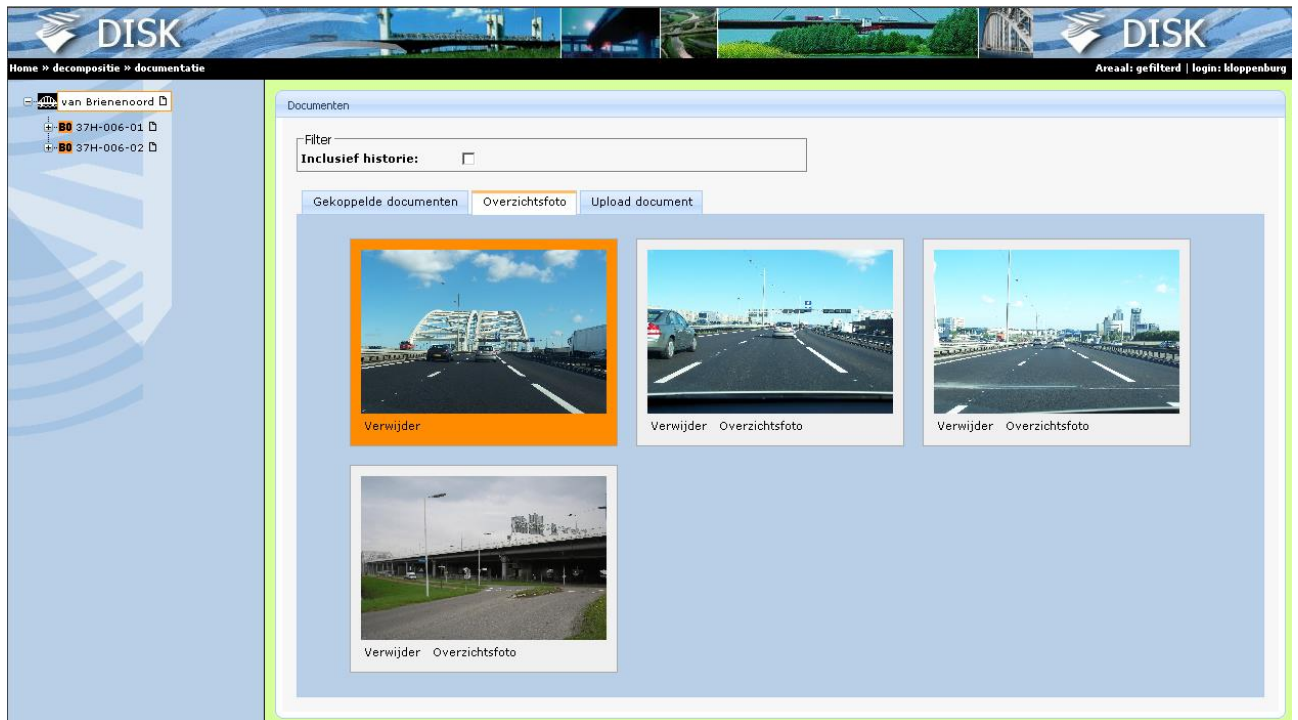 DISK
DISK
Home » decompositie » documentatie
Areaal: gefilterd | login: kloppenburg
van Brienenoord
B0 37H-006-01
B0 37H-006-02
Documenten
Filter
Inclusief historie:
Gekoppelde documenten Overzichtsfoto Upload document
Verwijder
Verwijder Overzichtsfoto
Verwijder Overzichtsfoto
Verwijder Overzichtsfoto